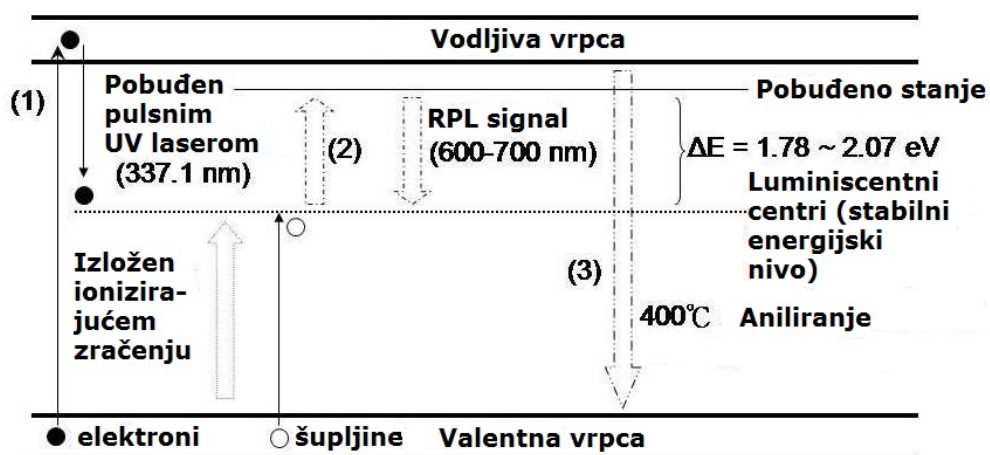 Vodljiva vrpca
(1)
Pobuđen
pulsnim
UV laserom
(337.1 nm)
(2)
RPL signal
(600-700 nm)
Pobuđeno stanje
ΔE = 1.78 ~ 2.07 eV
Luminiscentni
centri (stabilni
energijski
nivo)
Izložen
ionizira-
jućem
zračenju
(3)
400℃ Aniliranje
elektroni
šupljine
Valentna vrpca